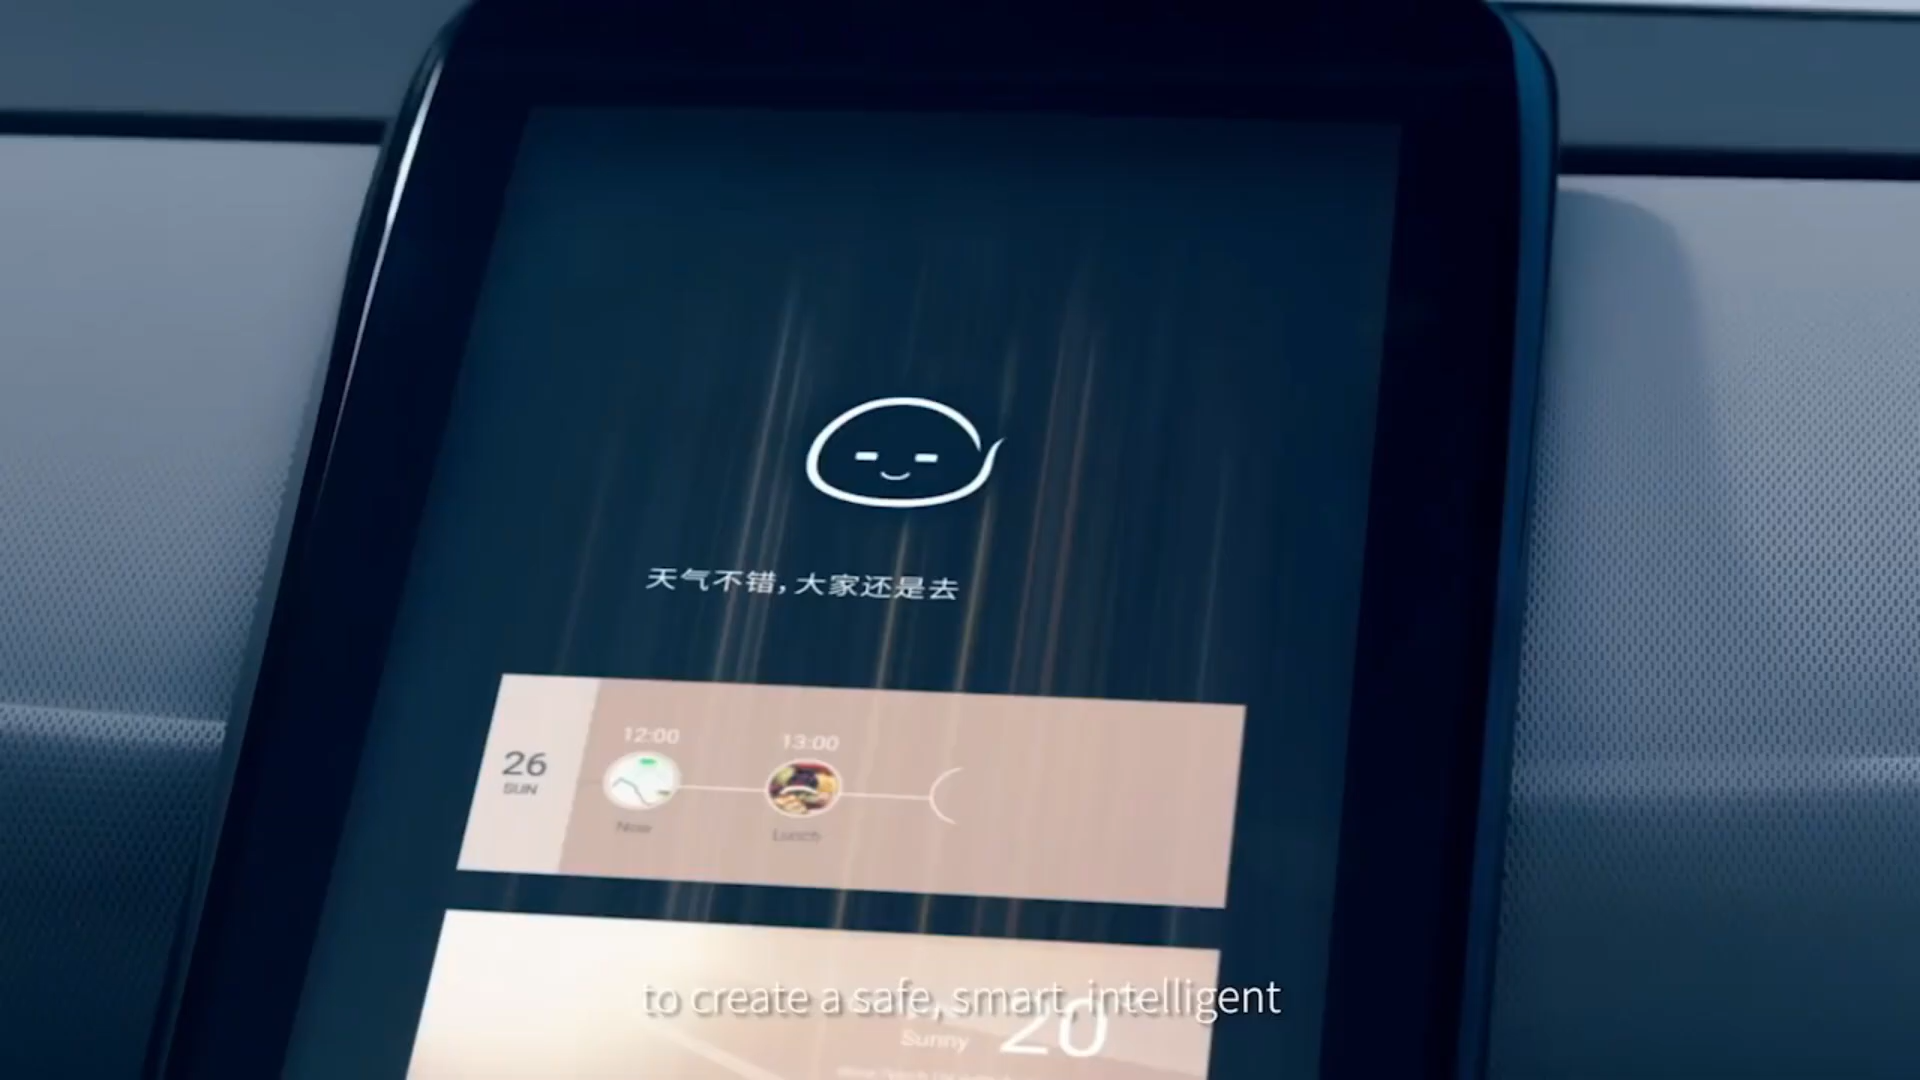 天气不错，大家还是去
12:00
13:00
26
SUN
Now
Lunch
to create a safe, smart, intelligent
20
Sunny